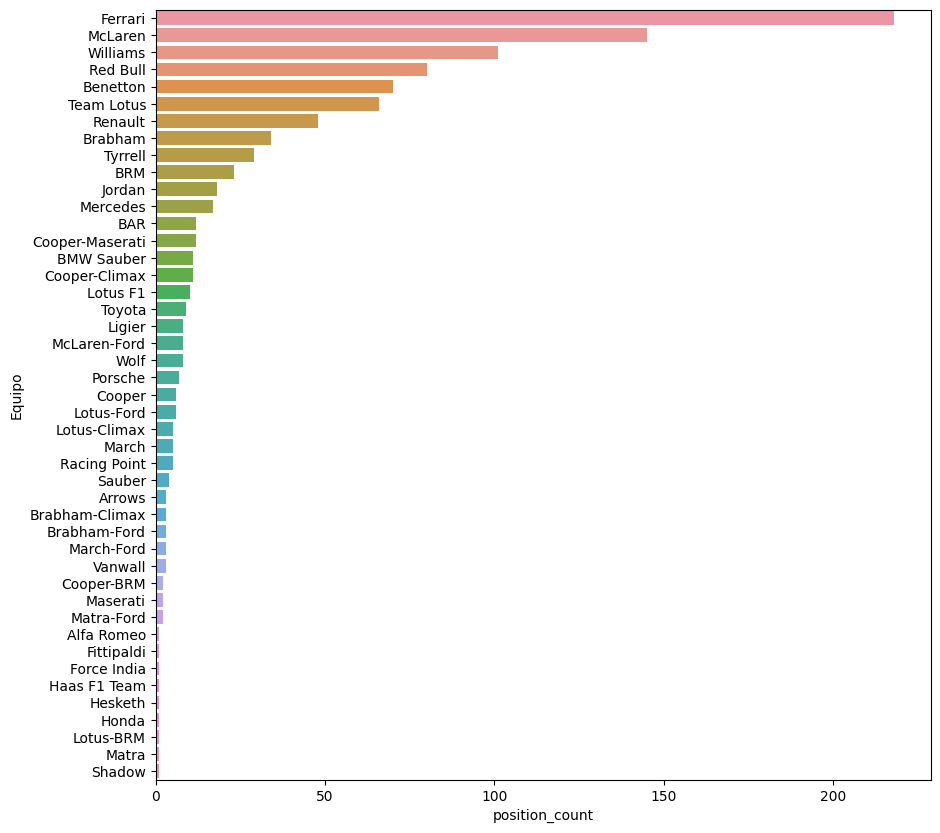 Ferrari
McLaren
Williams
Red Bull
Benetton
Team Lotus
Renault
Brabham
Tyrrell
BRM
Jordan
Mercedes
BAR
Cooper-Maserati
BMW Sauber
Cooper-Climax
Lotus F1
Toyota
Ligier
McLaren-Ford
Wolf
Porsche
Cooper
Lotus-Ford
Lotus-Climax
March
Racing Point
Sauber
Arrows
Brabham-Climax
Brabham-Ford
March-Ford
Vanwall
Cooper-BRM
Maserati
Matra-Ford
Alfa Romeo
Fittipaldi
Force India
Haas F1 Team
Hesketh
Honda
Lotus-BRM
Matra
Shadow
Equipo
0 50 100 150 200
position_count